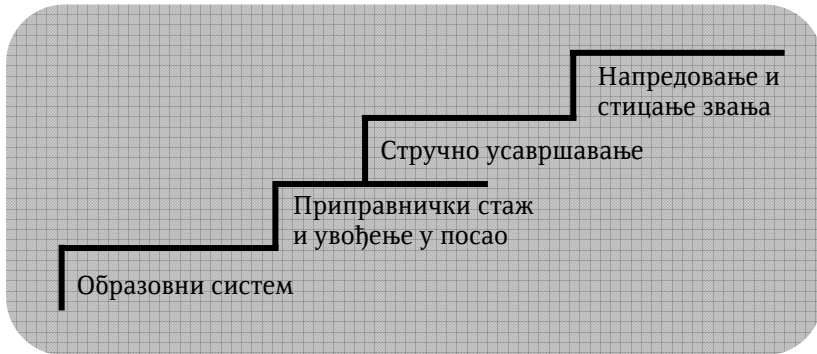 Напредовање и
стицање звања
Стручно усавршавање
Приправнички стаж
и увођење у посао
Образовни систем